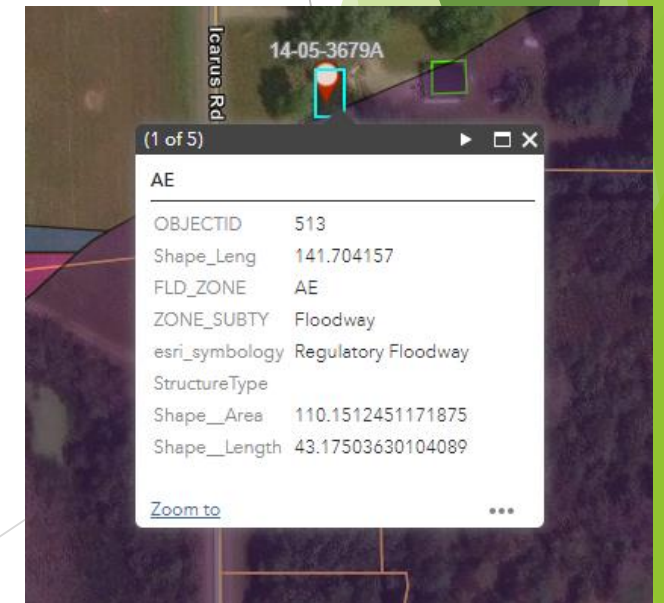 Icarus Rd
14-05-3679A
(1 of 5)
AE
OBJECTID 513
Shape_Leng 141.704157
FLD_ZONE AE
ZONE_SUBTY Floodway
esri_symbology Regulatory Floodway
StructureType
Shape__Area 110.1512451171875
Shape__Length 43.17503630104089
Zoom to